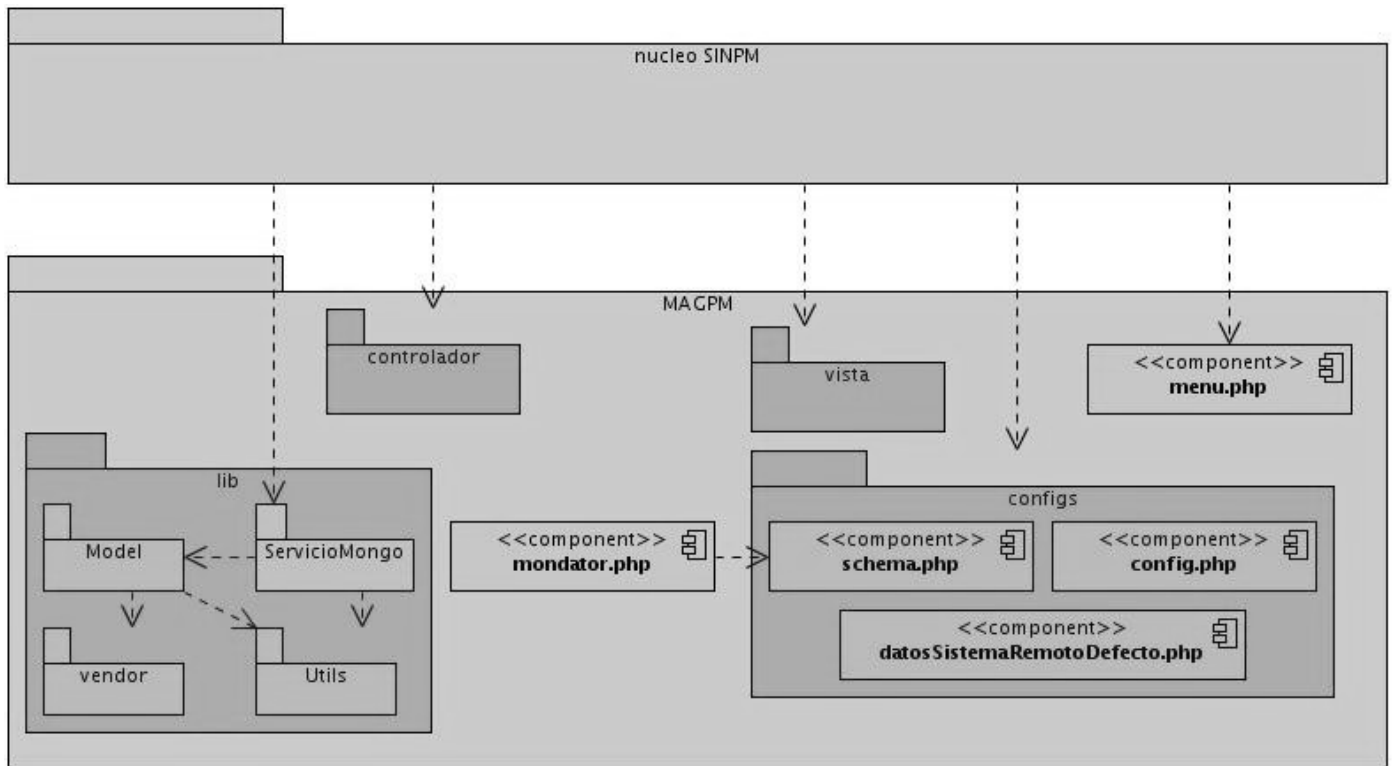 nucleo SINPM
MAGPM
controlador
vista
<<component>>
menu.php
lib
Model
ServicioMongo
vendor
Utils
<<component>>
mondator.php
configs
<<component>>
schema.php
<<component>>
config.php
<<component>>
datosSistemaRemotoDefecto.php